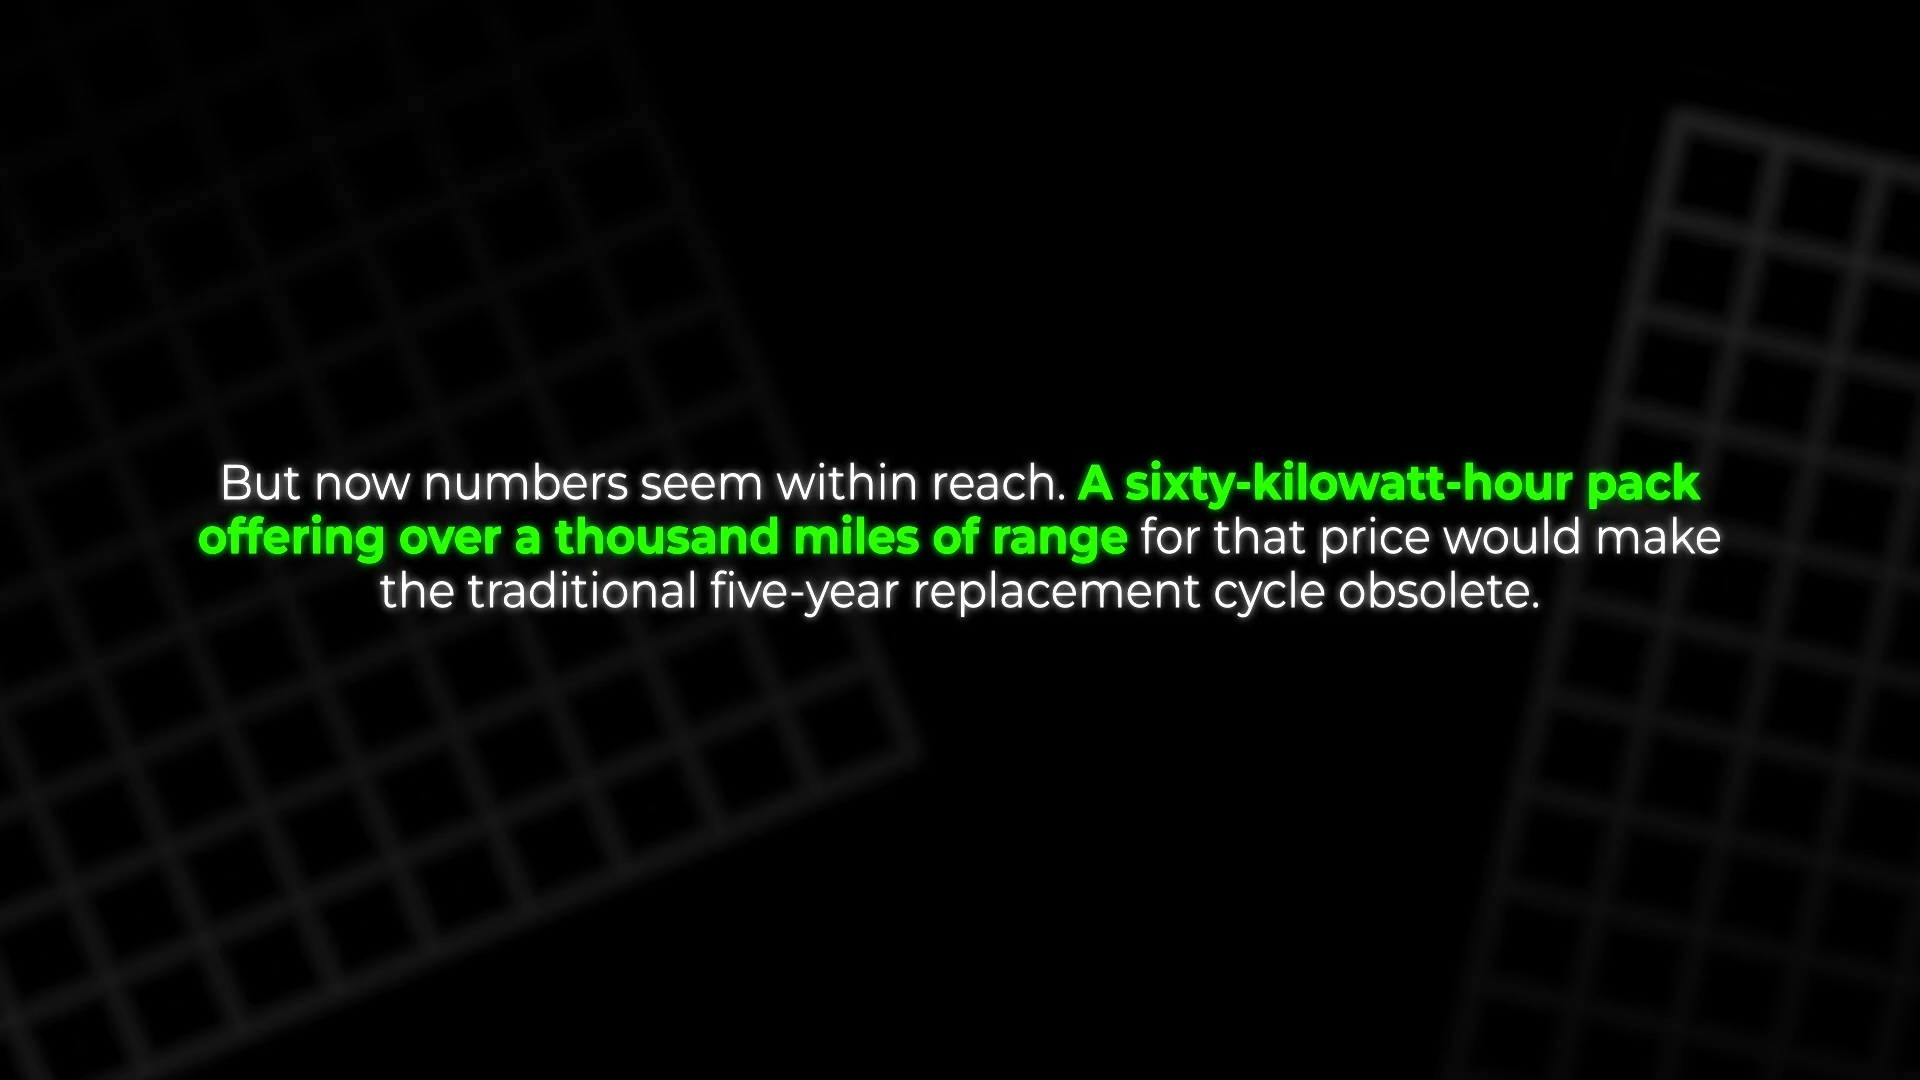 But now numbers seem within reach. A sixty-kilowatt-hour pack
offering over a thousand miles of range for that price would make
the traditional five-year replacement cycle obsolete.